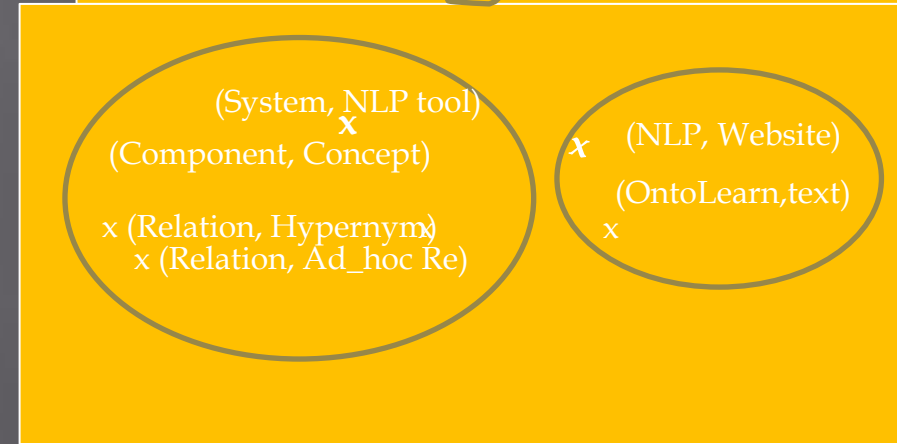 (System, NLP tool)
x
(Component, Concept)
x (Relation, Hypernym)
x
x (Relation, Ad_hoc Re)
x (NLP, Website)
(OntoLearn,text)
x